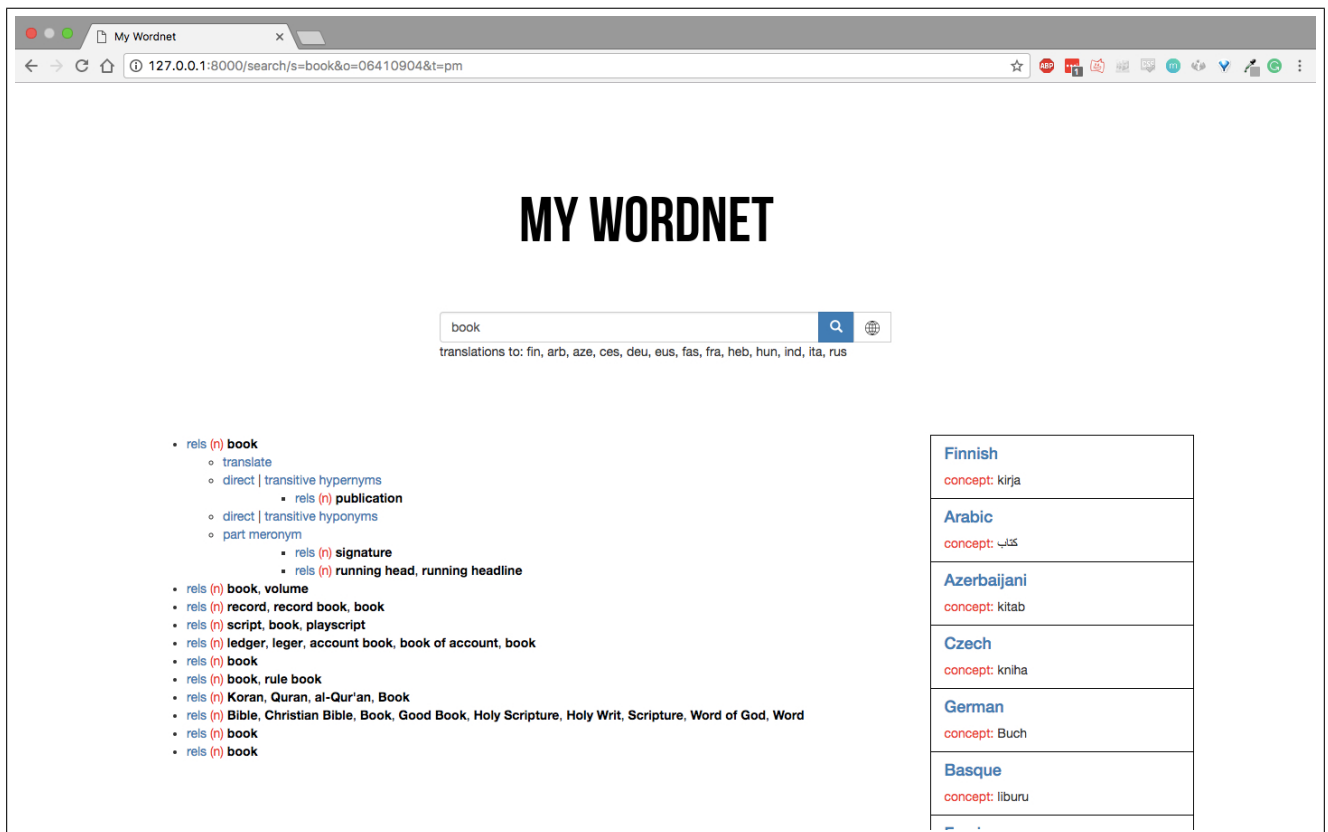 My Wordnet
127.0.0.1:8000/search/s=book&o=06410904&t=pm
ABP
1
m
G
MY WORDNET
book
translations to: fin, arb, aze, ces, deu, eus, fas, fra, heb, hun, ind, ita, rus
rels (n) book
translate
direct | transitive hypernyms
rels (n) publication
direct | transitive hyponyms
part meronym
rels (n) signature
rels (n) running head, running headline
rels (n) book, volume
rels (n) record, record book, book
rels (n) script, book, playscript
rels (n) ledger, leger, account book, book of account, book
rels (n) book
rels (n) book, rule book
rels (n) Koran, Quran, al-Qur'an, Book
rels (n) Bible, Christian Bible, Book, Good Book, Holy Scripture, Holy Writ, Scripture, Word of God, Word
rels (n) book
rels (n) book
Finnish
concept: kirja
Arabic
concept: كتاب
Azerbaijani
concept: kitab
Czech
concept: kniha
German
concept: Buch
Basque
concept: liburu